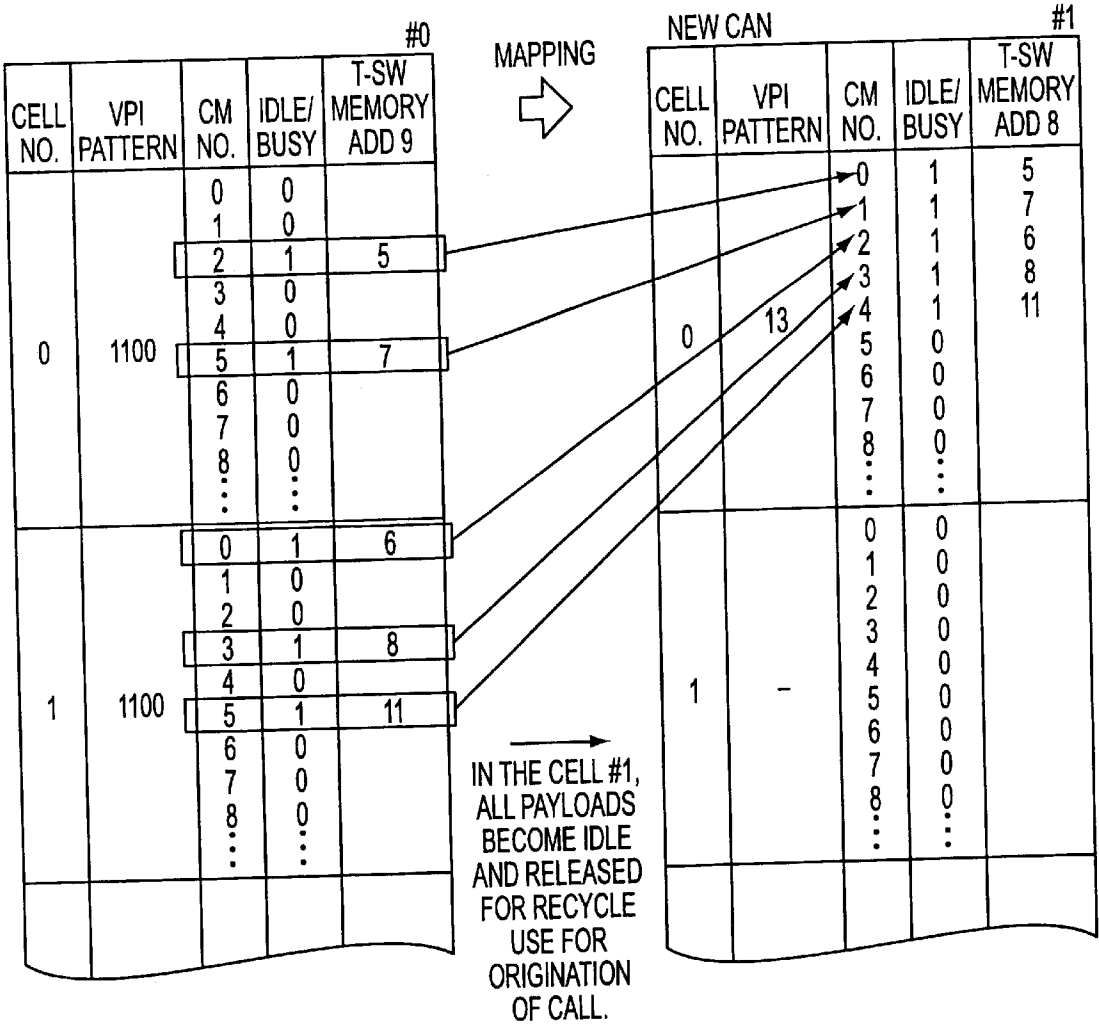 #0
CELL NO. VPI PATTERN CM NO. IDLE/ BUSY T-SW MEMORY ADD 9
0 1100
0 0
1 0
2 1 5
3 0
4 0
5 1 7
6 0
7 0
8 0
1 1100
0 1 6
1 0
2 0
3 1 8
4 0
5 1 11
6 0
7 0
8 0
MAPPING
IN THE CELL #1,
ALL PAYLOADS
BECOME IDLE
AND RELEASED
FOR RECYCLE
USE FOR
ORIGINATION
OF CALL.
NEW CAN #1
CELL NO. VPI PATTERN CM NO. IDLE/ BUSY T-SW MEMORY ADD 8
0 13
0 1 5
1 1 7
2 1 6
3 1 8
4 1 11
5 0
6 0
7 0
8 0
1 –
0 0
1 0
2 0
3 0
4 0
5 0
6 0
7 0
8 0